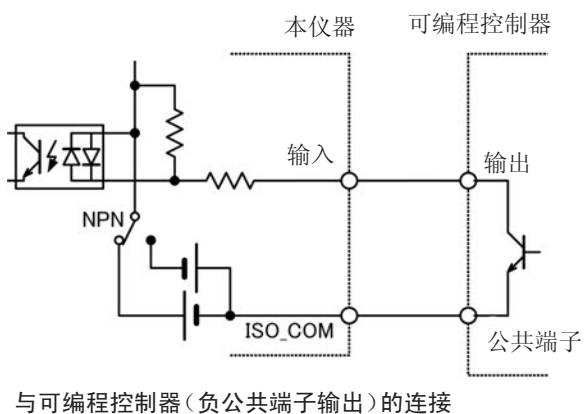 本仪器
可编程控制器
输入
输出
NPN
ISO_COM
公共端子
与可编程控制器（负公共端子输出）的连接